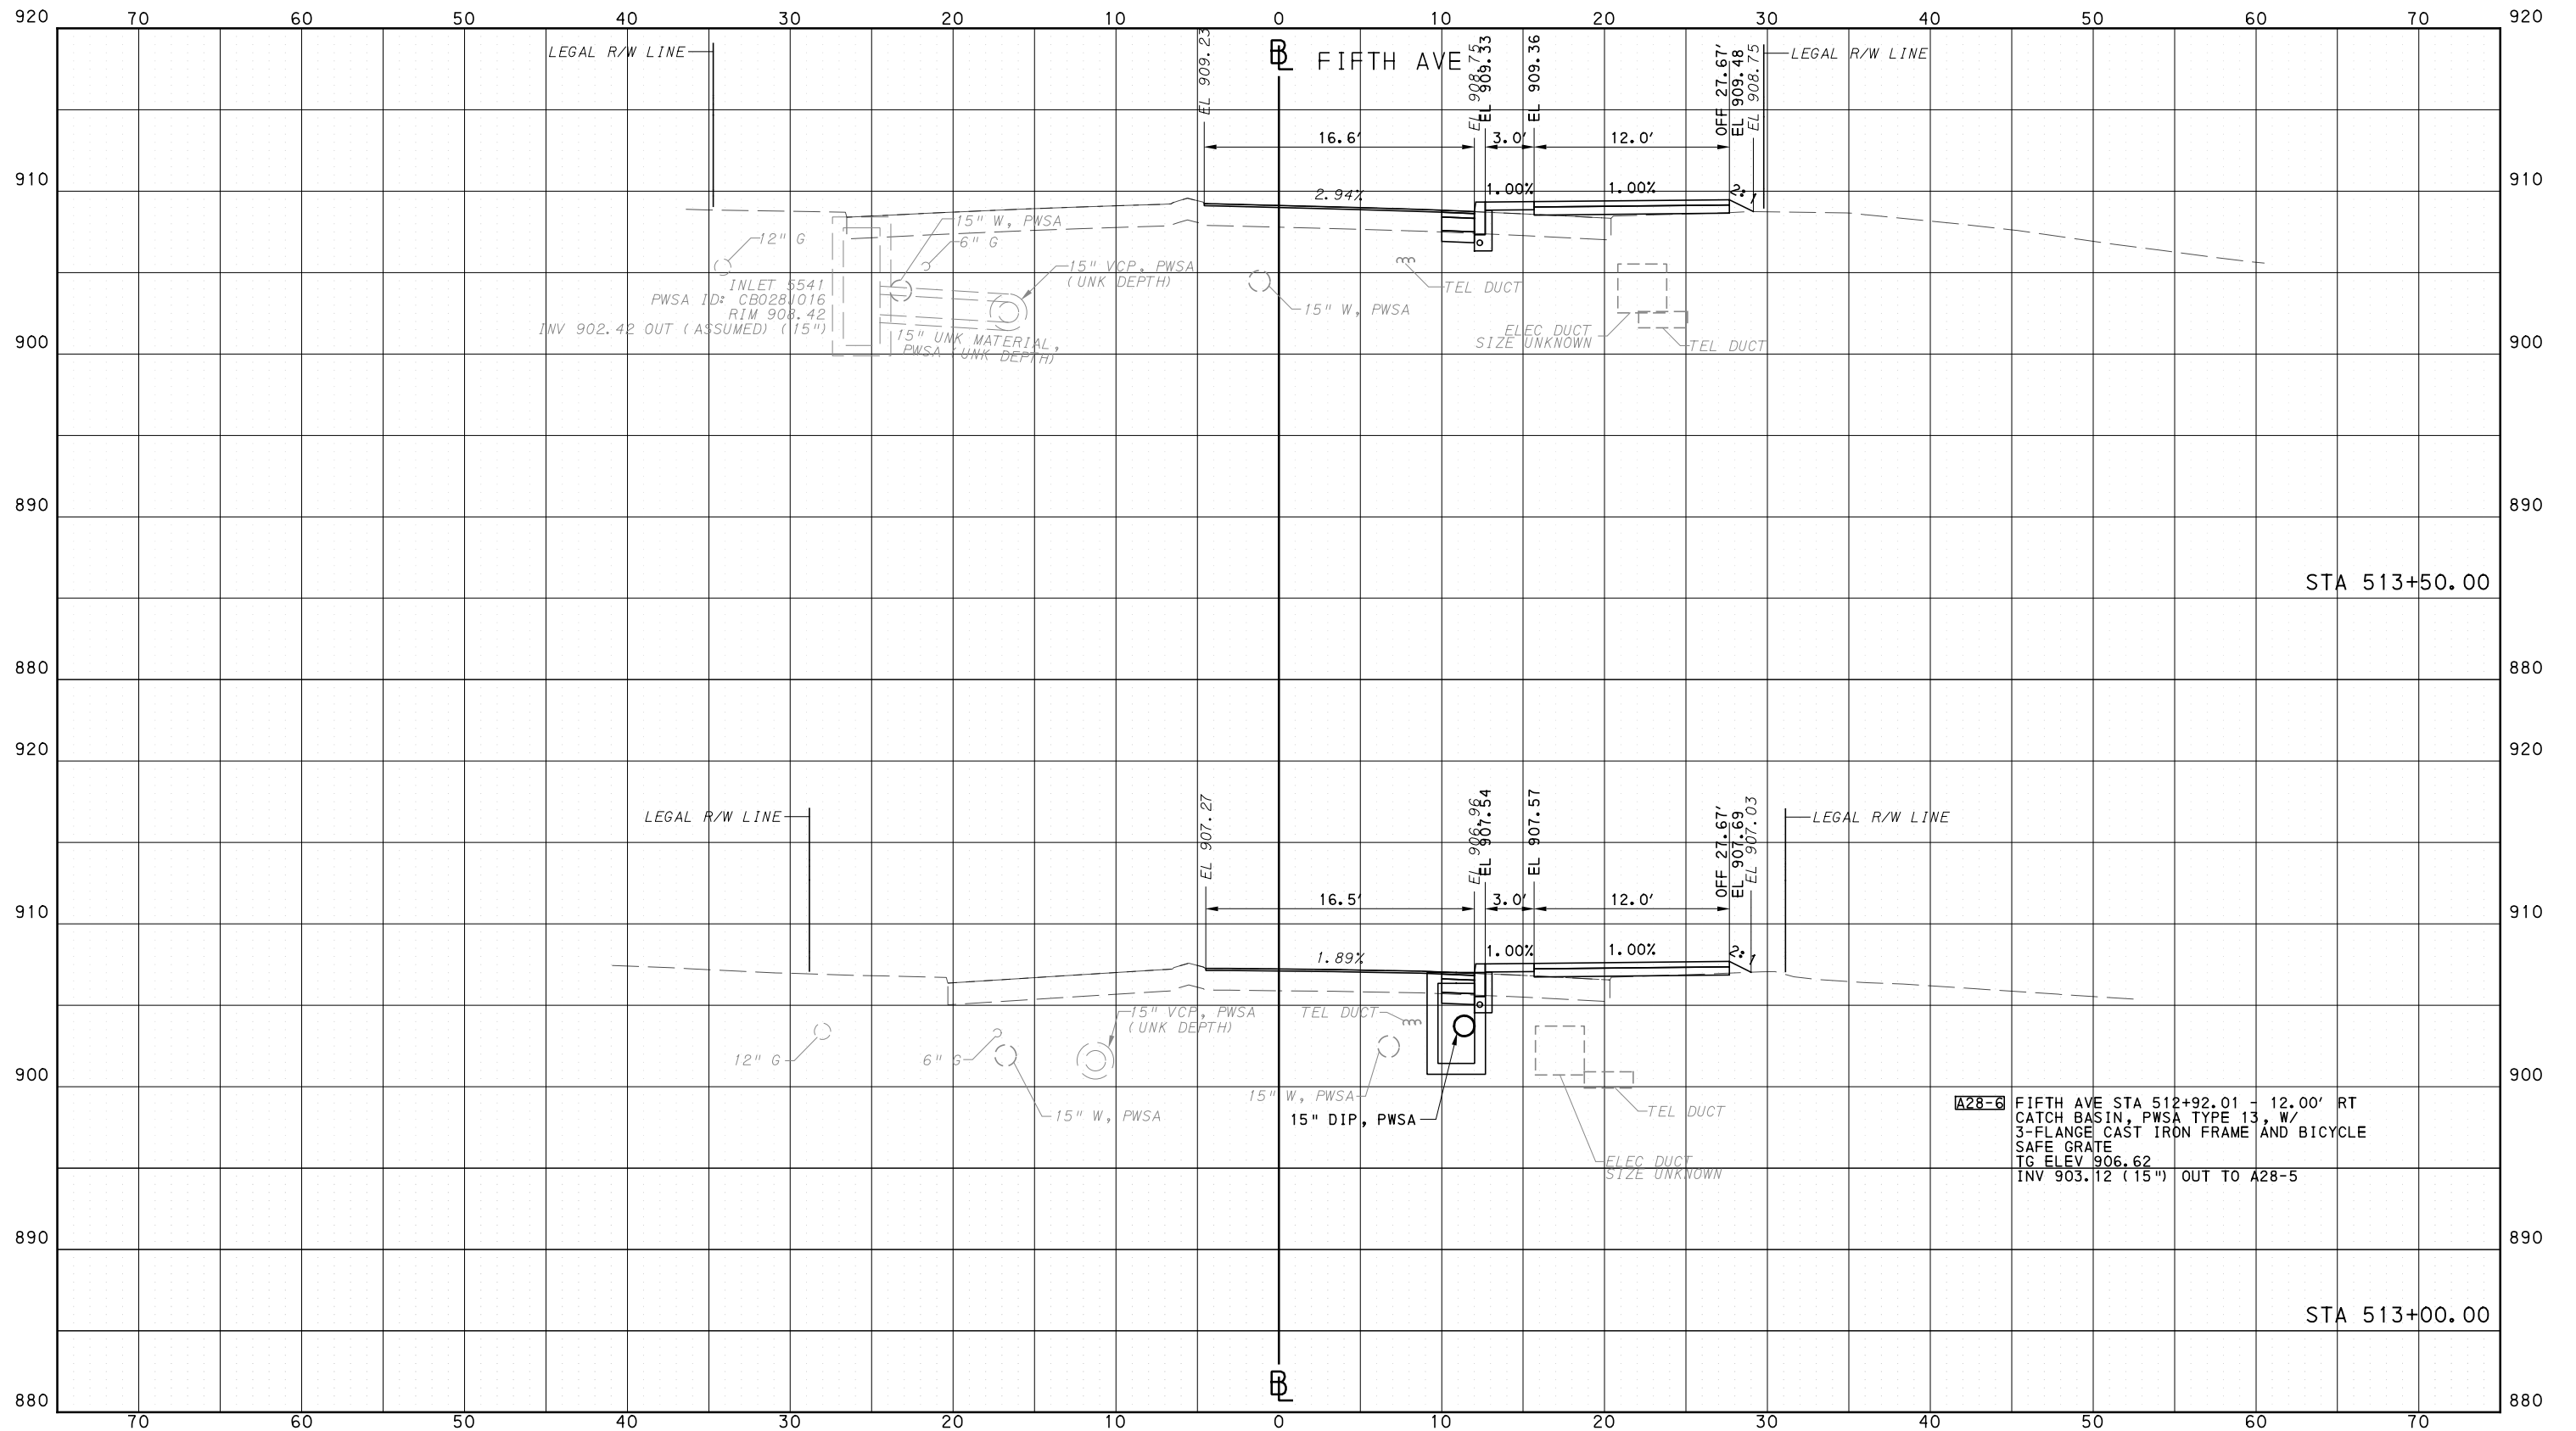 920 70 60 50 40 30 20 10 0 10 20 30 40 50 60 70 920
LEGAL R/W LINE
EL 909.23
BL FIFTH AVE
EL 908.75
EL 909.33
EL 909.36
OFF 27.67'
EL 909.48
EL 908.75
LEGAL R/W LINE
16.6' 3.0' 12.0'
910 910
2.94% 1.00% 1.00% 2:1
15" W, PWSA
12" G
6" G
15" VCP, PWSA
(UNK DEPTH)
INLET 5541
PWSA ID: CB028J016
RIM 908.42
INV 902.42 OUT (ASSUMED) (15")
15" UNK MATERIAL,
PWSA (UNK DEPTH)
15" W, PWSA
TEL DUCT
ELEC DUCT
SIZE UNKNOWN
TEL DUCT
900 900
890 890
STA 513+50.00
880 880
920 920
LEGAL R/W LINE
EL 907.27
EL 906.96
EL 907.54
EL 907.57
OFF 27.67'
EL 907.69
EL 907.03
LEGAL R/W LINE
16.5' 3.0' 12.0'
910 910
1.89% 1.00% 1.00% 2:1
15" VCP, PWSA
(UNK DEPTH)
TEL DUCT
12" G
6" G
15" W, PWSA
15" W, PWSA
15" DIP, PWSA
TEL DUCT
ELEC DUCT
SIZE UNKNOWN
900 900
A28-6 FIFTH AVE STA 512+92.01 - 12.00' RT
CATCH BASIN, PWSA TYPE 13, W/
3-FLANGE CAST IRON FRAME AND BICYCLE
SAFE GRATE
TG ELEV 906.62
INV 903.12 (15") OUT TO A28-5
890 890
STA 513+00.00
BL
880 880
70 60 50 40 30 20 10 0 10 20 30 40 50 60 70